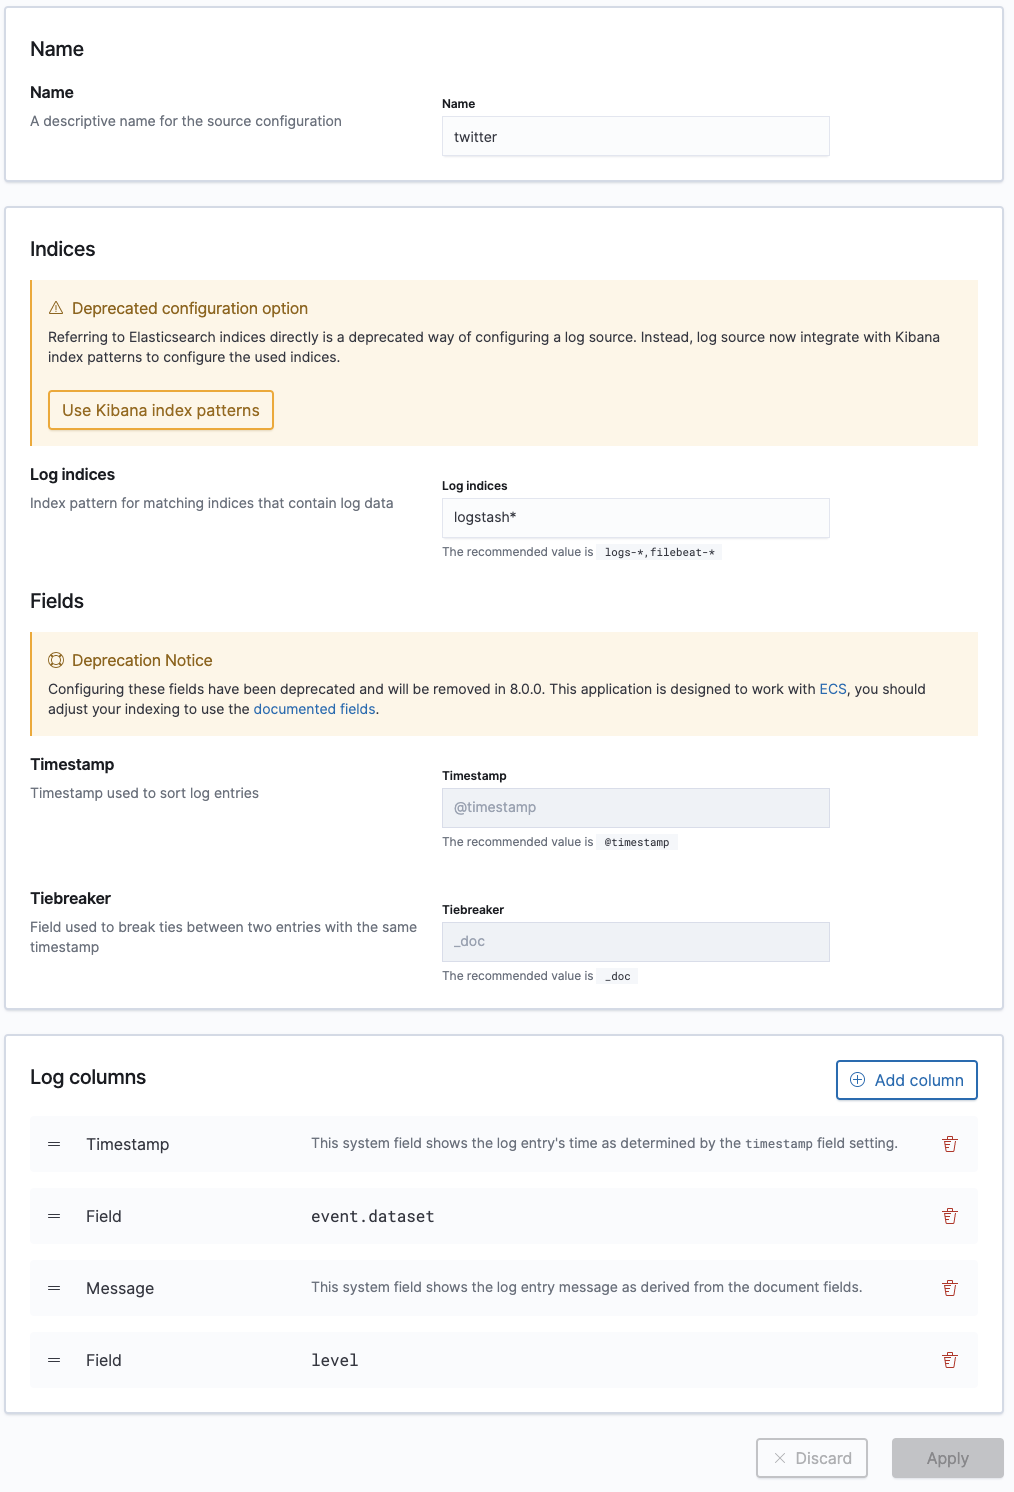 Name
Name
A descriptive name for the source configuration
Name
twitter
Indices
Deprecated configuration option
Referring to Elasticsearch indices directly is a deprecated way of configuring a log source. Instead, log source now integrate with Kibana
index patterns to configure the used indices.
Use Kibana index patterns
Log indices
Index pattern for matching indices that contain log data
Log indices
logstash*
The recommended value is logs-*,filebeat-*
Fields
Deprecation Notice
Configuring these fields have been deprecated and will be removed in 8.0.0. This application is designed to work with ECS, you should
adjust your indexing to use the documented fields.
Timestamp
Timestamp used to sort log entries
Timestamp
@timestamp
The recommended value is @timestamp
Tiebreaker
Field used to break ties between two entries with the same
timestamp
Tiebreaker
_doc
The recommended value is _doc
Log columns
Add column
Timestamp This system field shows the log entry's time as determined by the timestamp field setting.
Field event.dataset
Message This system field shows the log entry message as derived from the document fields.
Field level
Discard Apply